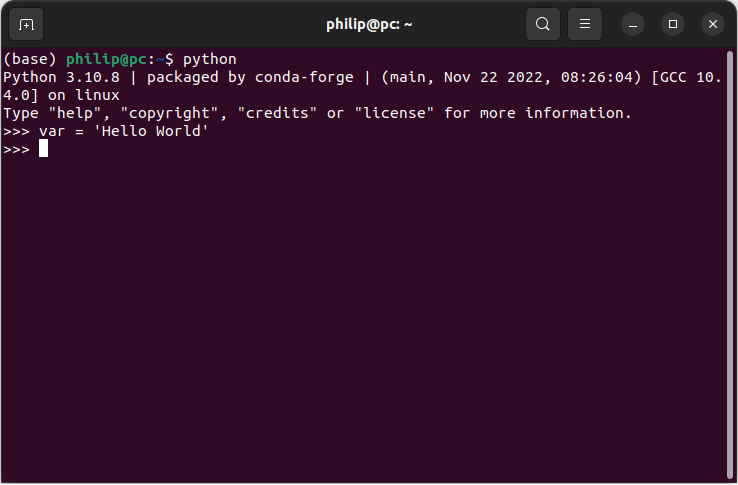 philip@pc: ~
(base) philip@pc:~$ python
Python 3.10.8 | packaged by conda-forge | (main, Nov 22 2022, 08:26:04) [GCC 10.
4.0] on linux
Type "help", "copyright", "credits" or "license" for more information.
>>> var = 'Hello World'
>>>